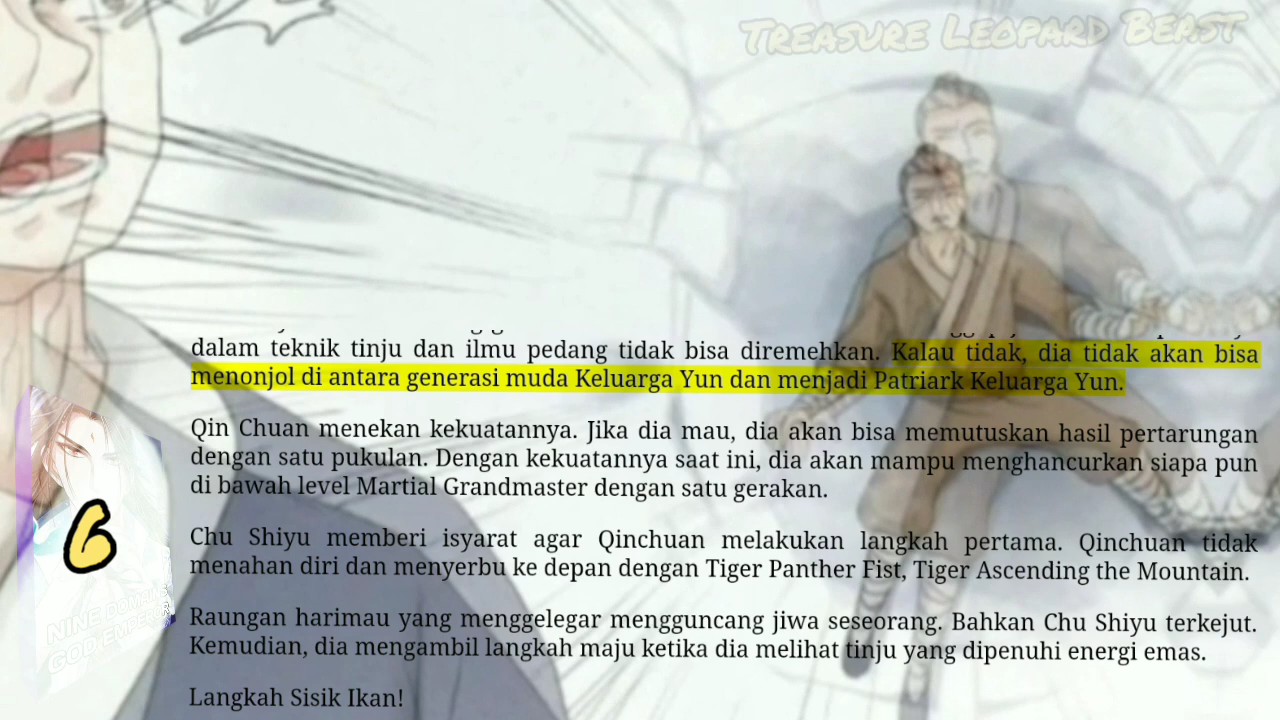 TREASURE LEOPARD BEAST
dalam teknik tinju dan ilmu pedang tidak bisa diremehkan. Kalau tidak, dia tidak akan bisa
menonjol di antara generasi muda Keluarga Yun dan menjadi Patriark Keluarga Yun.
Qin Chuan menekan kekuatannya. Jika dia mau, dia akan bisa memutuskan hasil pertarungan
dengan satu pukulan. Dengan kekuatannya saat ini, dia akan mampu menghancurkan siapa pun
di bawah level Martial Grandmaster dengan satu gerakan.
Chu Shiyu memberi isyarat agar Qinchuan melakukan langkah pertama. Qinchuan tidak
menahan diri dan menyerbu ke depan dengan Tiger Panther Fist, Tiger Ascending the Mountain.
Raungan harimau yang menggelegar mengguncang jiwa seseorang. Bahkan Chu Shiyu terkejut.
Kemudian, dia mengambil langkah maju ketika dia melihat tinju yang dipenuhi energi emas.
Langkah Sisik Ikan!
6
NINE
GOD EMPEROR